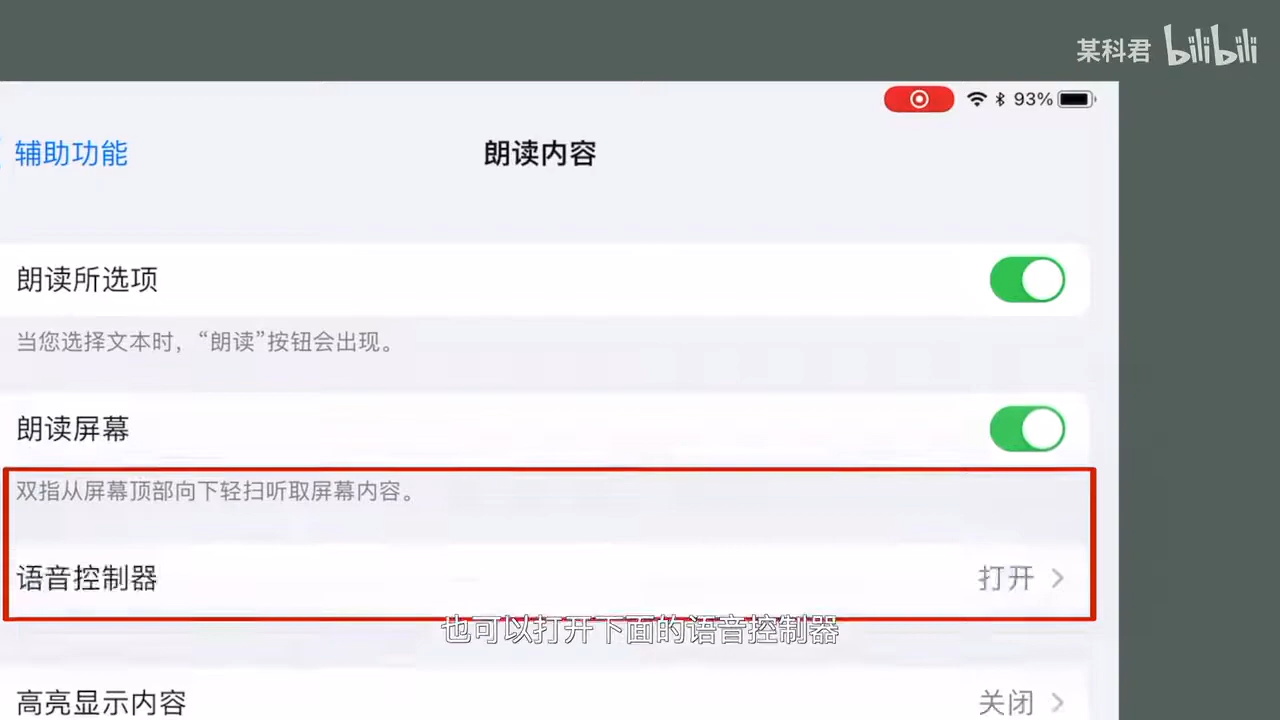 某科君 bilibili
93%
辅助功能
朗读内容
朗读所选项
当您选择文本时，“朗读”按钮会出现。
朗读屏幕
双指从屏幕顶部向下轻扫听取屏幕内容。
语音控制器 打开
也可以打开下面的语音控制器
高亮显示内容 关闭